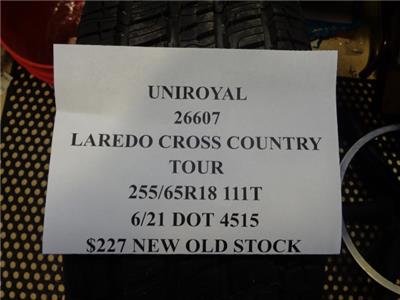 UNIROYAL
26607
LAREDO CROSS COUNTRY
TOUR
255/65R18 111T
6/21 DOT 4515
$227 NEW OLD STOCK